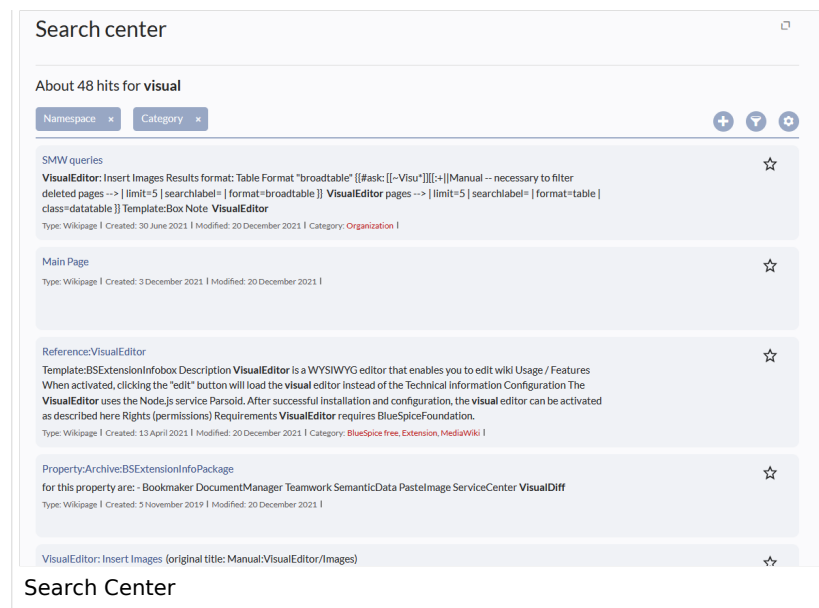 Search center
About 48 hits for visual
Namespace × Category ×
SMW queries
VisualEditor: Insert Images Results format: Table Format "broadtable" {{#ask: [[~Visu*]][[:+||Manual -- necessary to filter
deleted pages --> | limit=5 | searchlabel= | format=broadtable }} VisualEditor pages --> | limit=5 | searchlabel= | format=table |
class=datatable }} Template:Box Note VisualEditor
Type: Wikipage | Created: 30 June 2021 | Modified: 20 December 2021 | Category: Organization |
Main Page
Type: Wikipage | Created: 3 December 2021 | Modified: 20 December 2021 |
Reference:VisualEditor
Template:BSExtensionInfobox Description VisualEditor is a WYSIWYG editor that enables you to edit wiki Usage / Features
When activated, clicking the "edit" button will load the visual editor instead of the Technical information Configuration The
VisualEditor uses the Node.js service Parsoid. After successful installation and configuration, the visual editor can be activated
as described here Rights (permissions) Requirements VisualEditor requires BlueSpiceFoundation.
Type: Wikipage | Created: 13 April 2021 | Modified: 20 December 2021 | Category: BlueSpice free, Extension, MediaWiki |
Property:Archive:BSExtensionInfoPackage
for this property are: - Bookmaker DocumentManager Teamwork SemanticData PasteImage ServiceCenter VisualDiff
Type: Wikipage | Created: 5 November 2019 | Modified: 20 December 2021 |
VisualEditor: Insert Images (original title: Manual:VisualEditor/Images)
Search Center